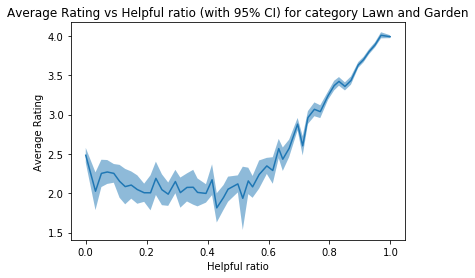 Average Rating vs Helpful ratio (with 95% CI) for category Lawn and Garden
4.0
3.5
3.0
2.5
2.0
1.5
Average Rating
0.0 0.2 0.4 0.6 0.8 1.0
Helpful ratio